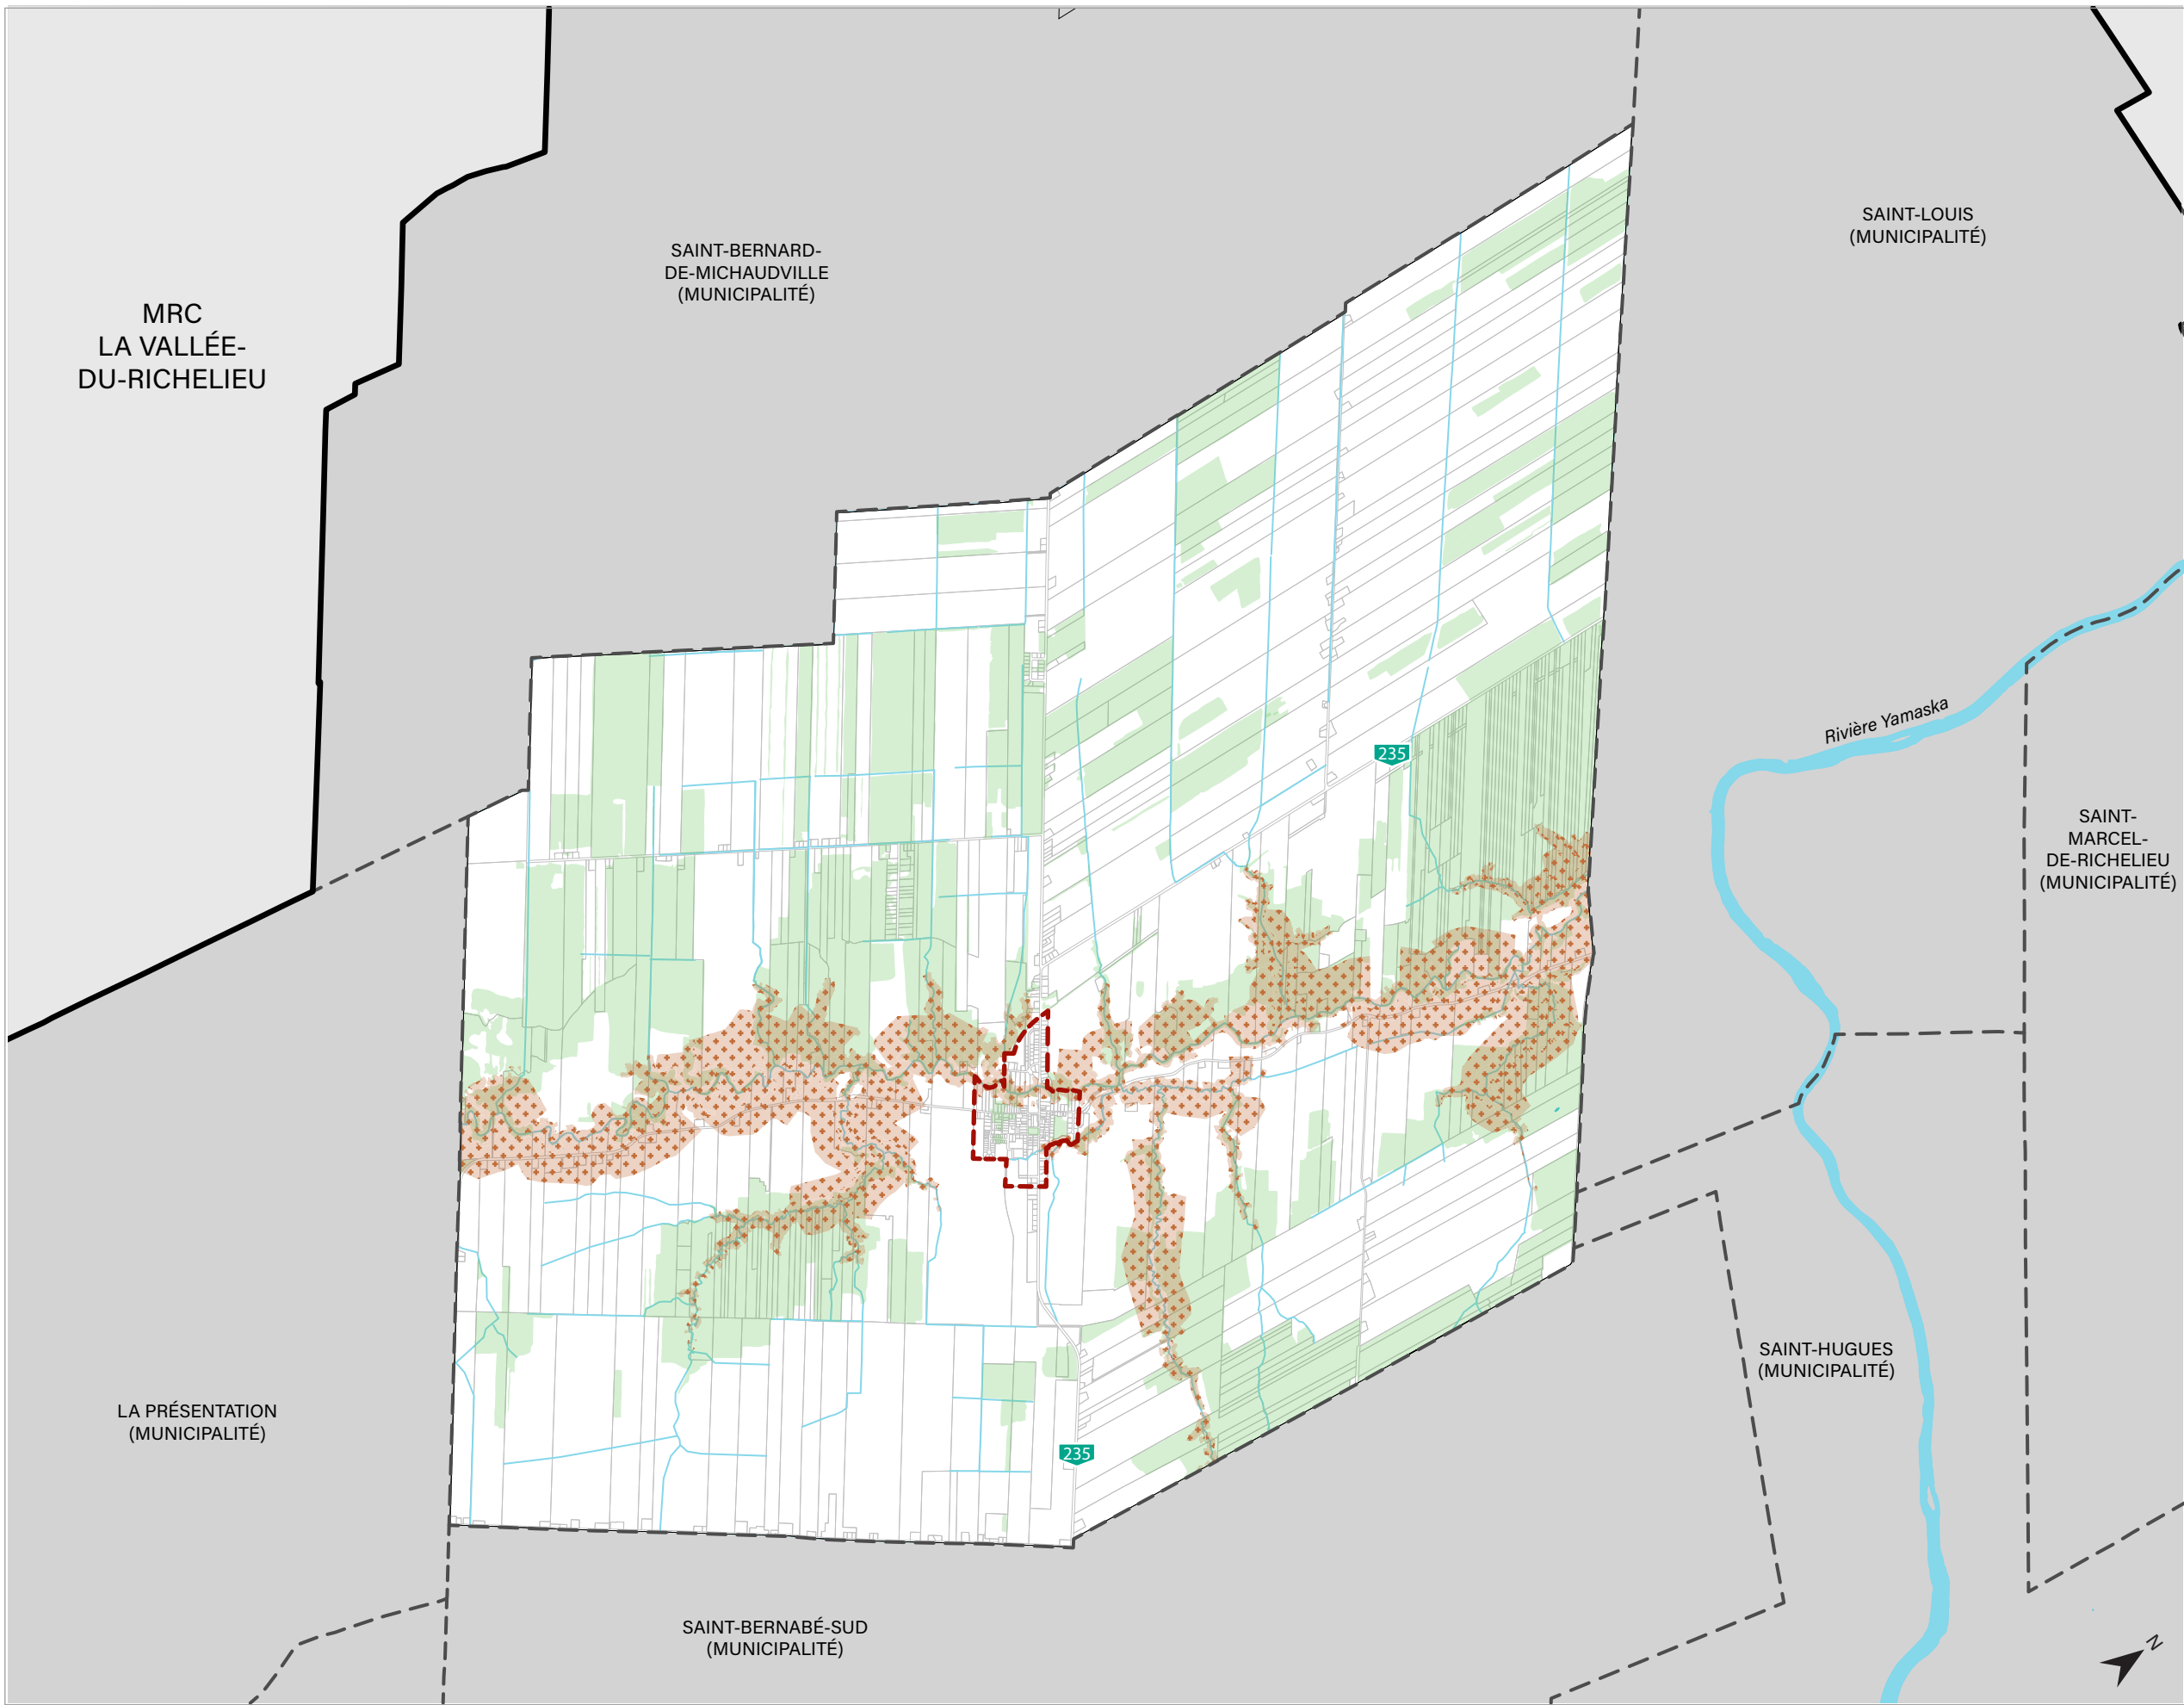 SAINT-LOUIS
(MUNICIPALITÉ)
SAINT-BERNARD-
DE-MICHAUDVILLE
(MUNICIPALITÉ)
MRC
LA VALLÉE-
DU-RICHELIEU
Rivière Yamaska
235
SAINT-
MARCEL-
DE-RICHELIEU
(MUNICIPALITÉ)
SAINT-HUGUES
(MUNICIPALITÉ)
LA PRÉSENTATION
(MUNICIPALITÉ)
235
SAINT-BERNABÉ-SUD
(MUNICIPALITÉ)
N